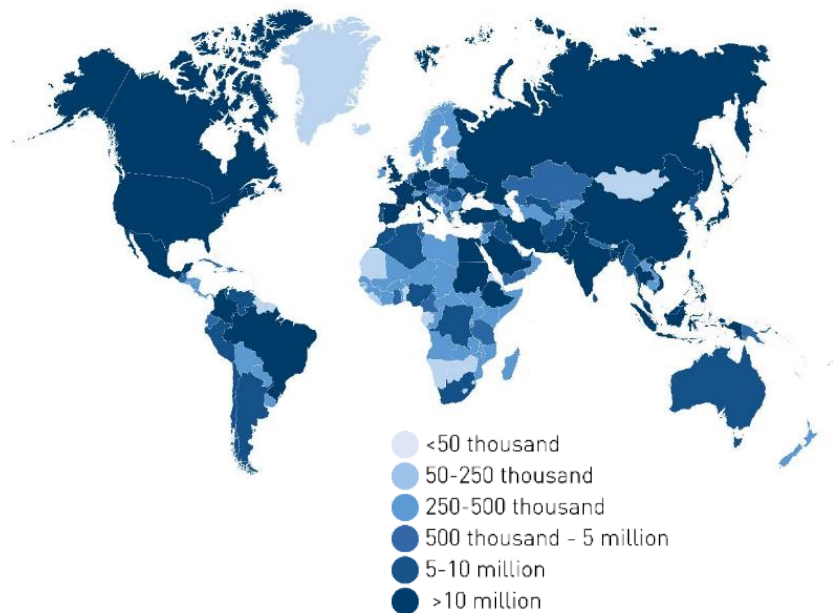 <50 thousand
50-250 thousand
250-500 thousand
500 thousand - 5 million
5-10 million
>10 million